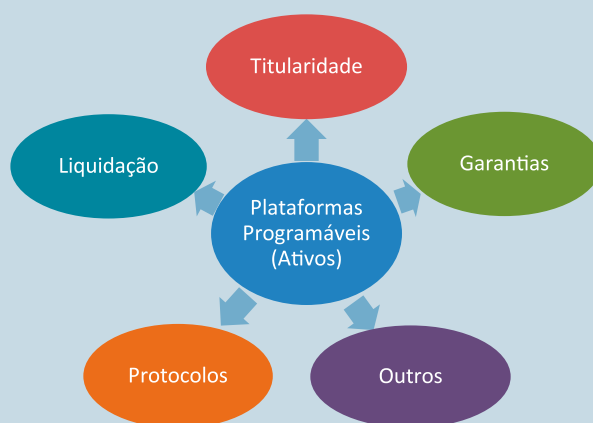 Titularidade
Liquidação
Garantias
Plataformas
Programáveis
(Ativos)
Protocolos
Outros